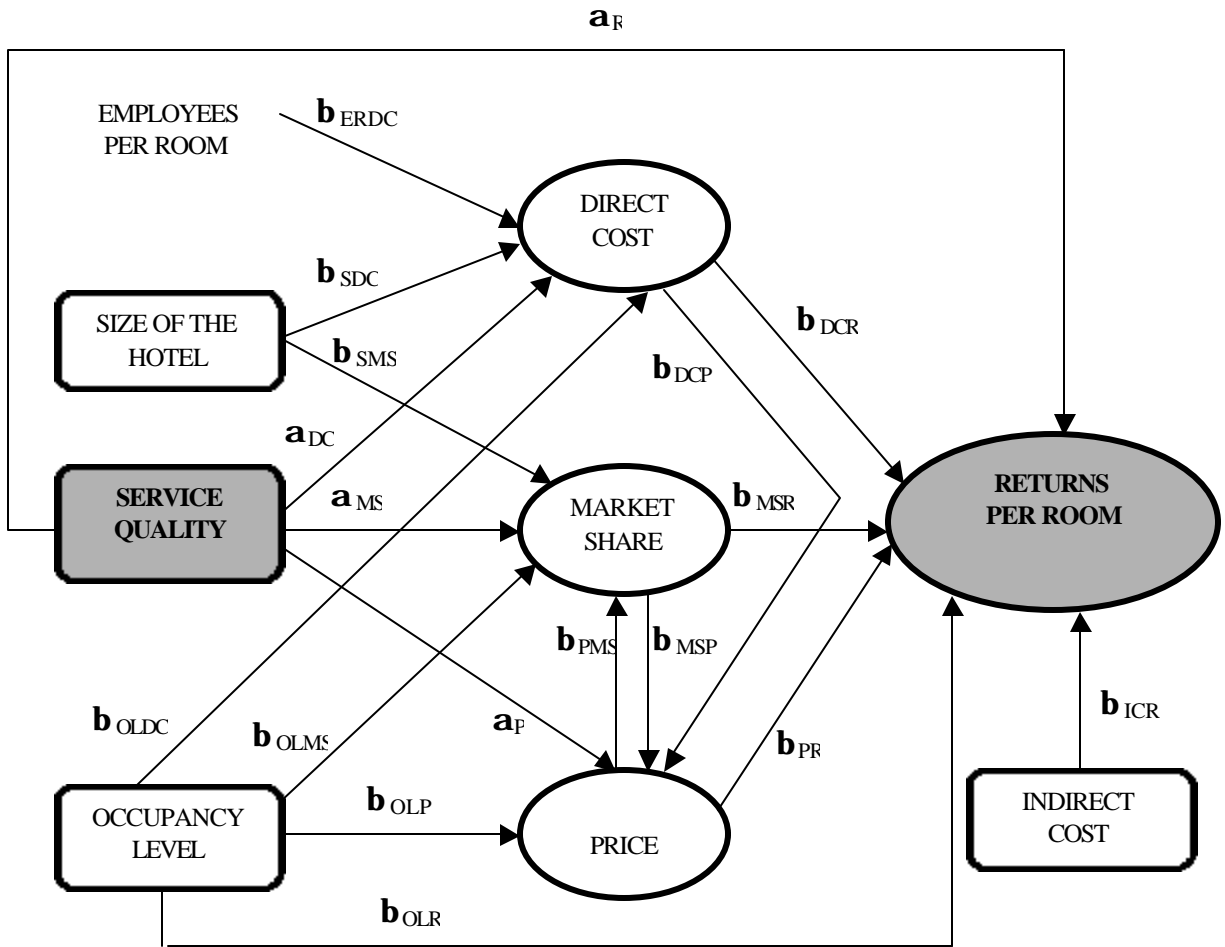 a R
EMPLOYEES
PER ROOM
b ERDC
DIRECT
COST
b SDC
SIZE OF THE
HOTEL
b SMS
b DCR
b DCP
a DC
SERVICE
QUALITY
a MS
MARKET
SHARE
b MSR
RETURNS
PER ROOM
b PMS
b MSP
b OLDC
b OLMS
a P
b PR
b ICR
OCCUPANCY
LEVEL
b OLP
PRICE
INDIRECT
COST
b OLR